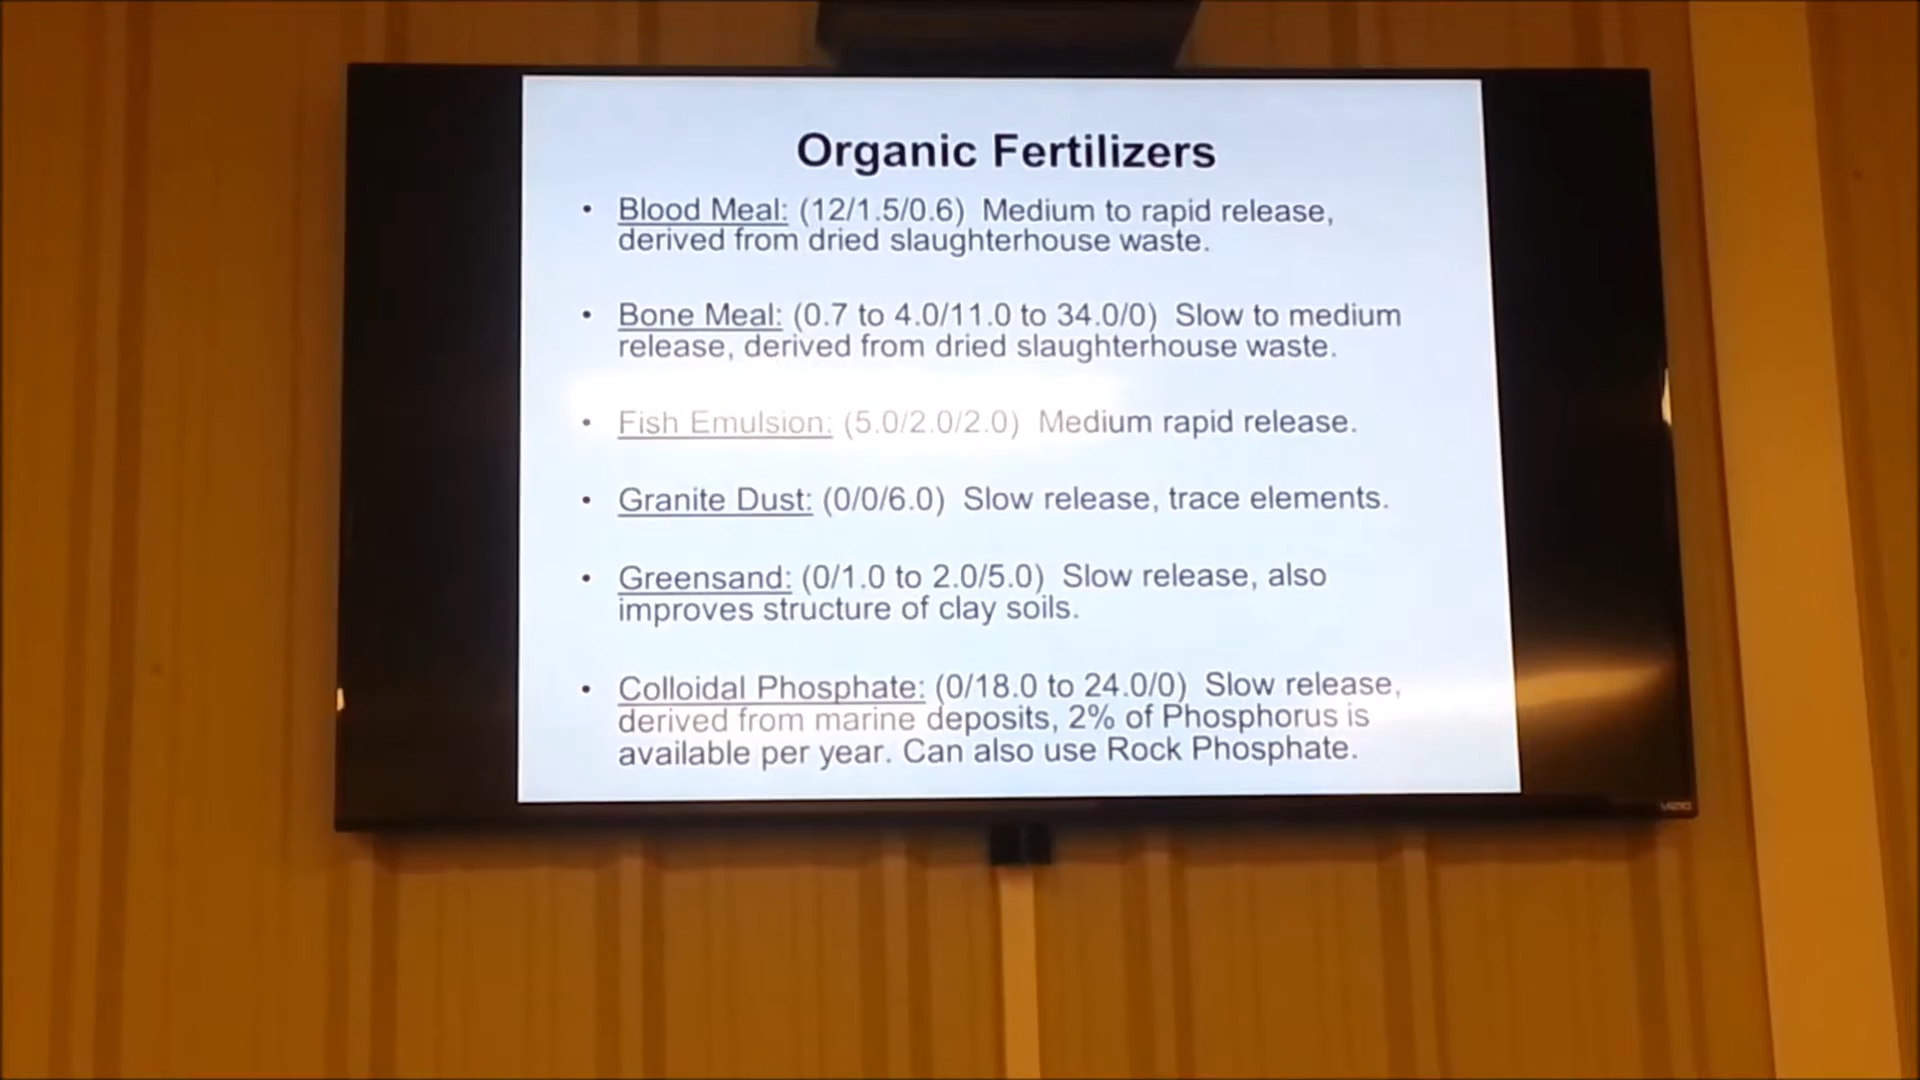 Organic Fertilizers
• Blood Meal: (12/1.5/0.6) Medium to rapid release,
derived from dried slaughterhouse waste.
• Bone Meal: (0.7 to 4.0/11.0 to 34.0/0) Slow to medium
release, derived from dried slaughterhouse waste.
• Fish Emulsion: (5.0/2.0/2.0) Medium rapid release.
• Granite Dust: (0/0/6.0) Slow release, trace elements.
• Greensand: (0/1.0 to 2.0/5.0) Slow release, also
improves structure of clay soils.
• Colloidal Phosphate: (0/18.0 to 24.0/0) Slow release,
derived from marine deposits, 2% of Phosphorus is
available per year. Can also use Rock Phosphate.
VIZIO